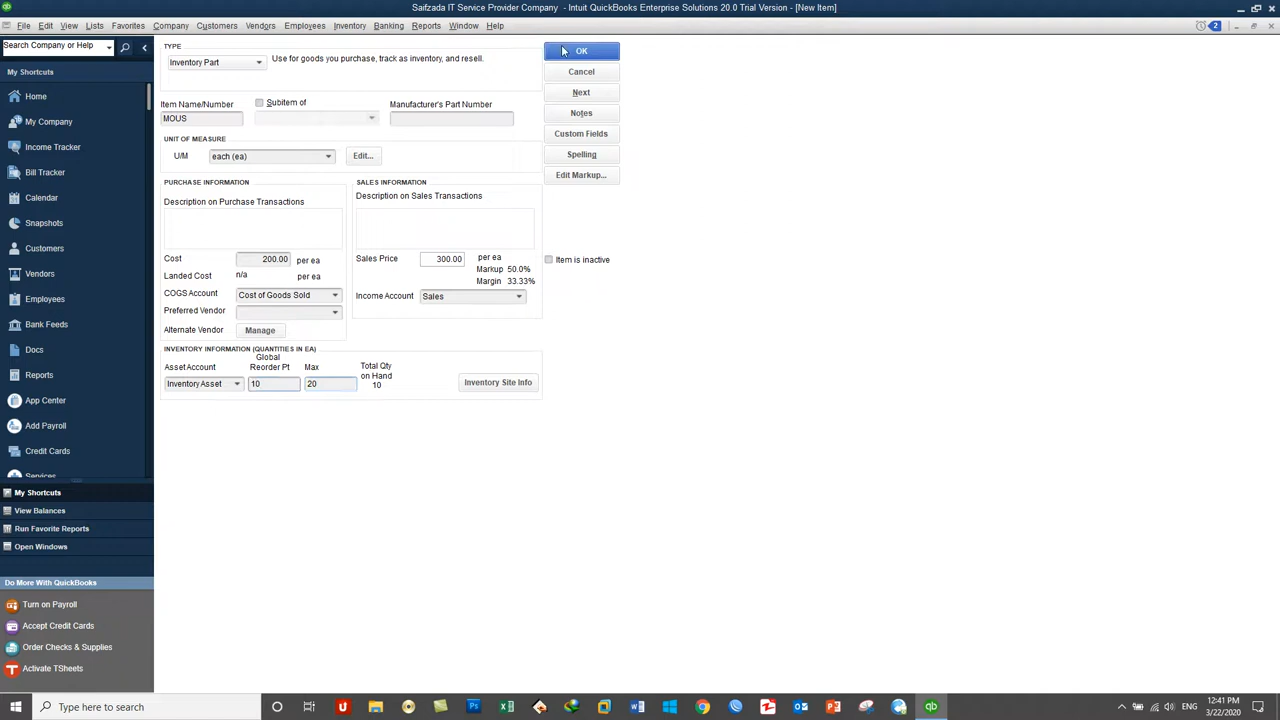 Saifzada IT Service Provider Company - Intuit QuickBooks Enterprise Solutions 20.0 Trial Version - [New Item]
File Edit View Lists Favorites Company Customers Vendors Employees Inventory Banking Reports Window Help 2
Search Company or Help
My Shortcuts
Home
My Company
Income Tracker
Bill Tracker
Calendar
Snapshots
Customers
Vendors
Employees
Bank Feeds
Docs
Reports
App Center
Add Payroll
Credit Cards
Services
My Shortcuts
View Balances
Run Favorite Reports
Open Windows
Do More With QuickBooks
Turn on Payroll
Accept Credit Cards
Order Checks & Supplies
Activate TSheets
TYPE
Inventory Part Use for goods you purchase, track as inventory, and resell.
Item Name/Number Subitem of Manufacturer's Part Number
MOUS
UNIT OF MEASURE
U/M each (ea) Edit...
PURCHASE INFORMATION
Description on Purchase Transactions
Cost 200.00 per ea
Landed Cost n/a per ea
COGS Account Cost of Goods Sold
Preferred Vendor
Alternate Vendor Manage
SALES INFORMATION
Description on Sales Transactions
Sales Price 300.00 per ea
Markup 50.0%
Margin 33.33%
Income Account Sales
INVENTORY INFORMATION (QUANTITIES IN EA)
Asset Account Global Reorder Pt Max Total Qty on Hand
Inventory Asset 10 20 10 Inventory Site Info
OK
Cancel
Next
Notes
Custom Fields
Spelling
Edit Markup...
Item is inactive
Type here to search
ENG
12:41 PM
3/22/2020